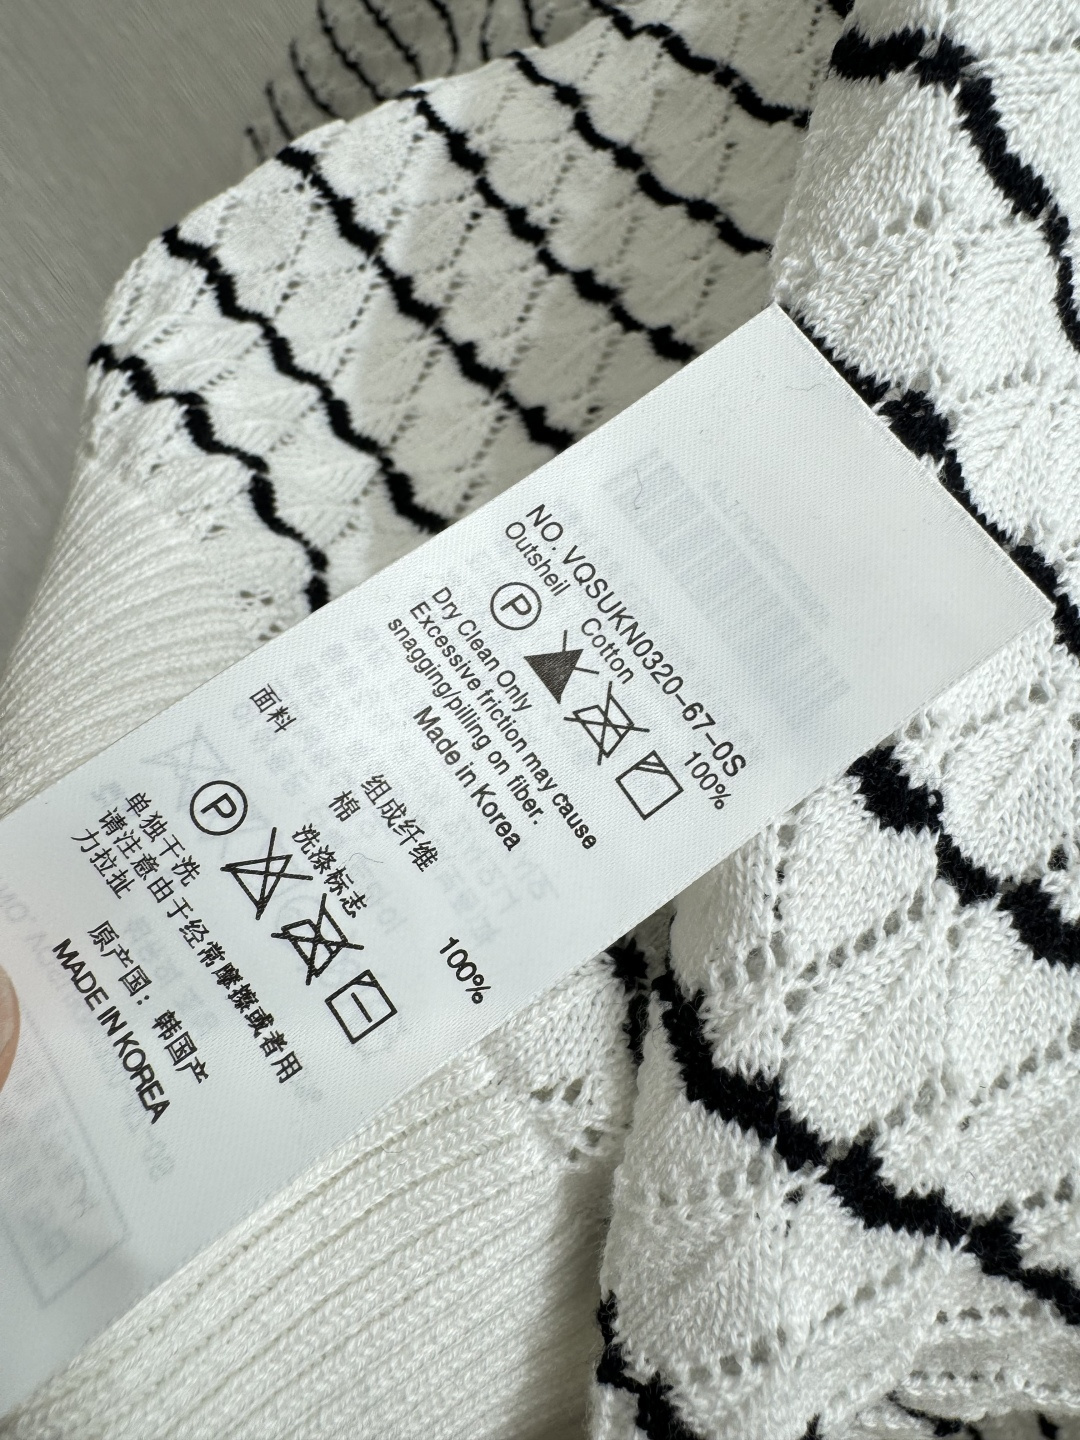 NO. VQSUKN0320-67-0S
Outshell Cotton 100%
P
Dry Clean Only
Excessive friction may cause
snagging/pilling on fiber.
Made in Korea
面料 组成纤维
棉 100%
洗涤标志
P
单独干洗
请注意由于经常摩擦或者用
力拉扯
原产国：韩国产
MADE IN KOREA